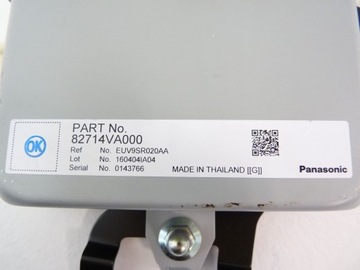 OK
PART No.
82714VA000
Ref No. EUV9SR020AA
Lot No. 160404IA04
Serial No. 0143766
MADE IN THAILAND [[G]]
Panasonic